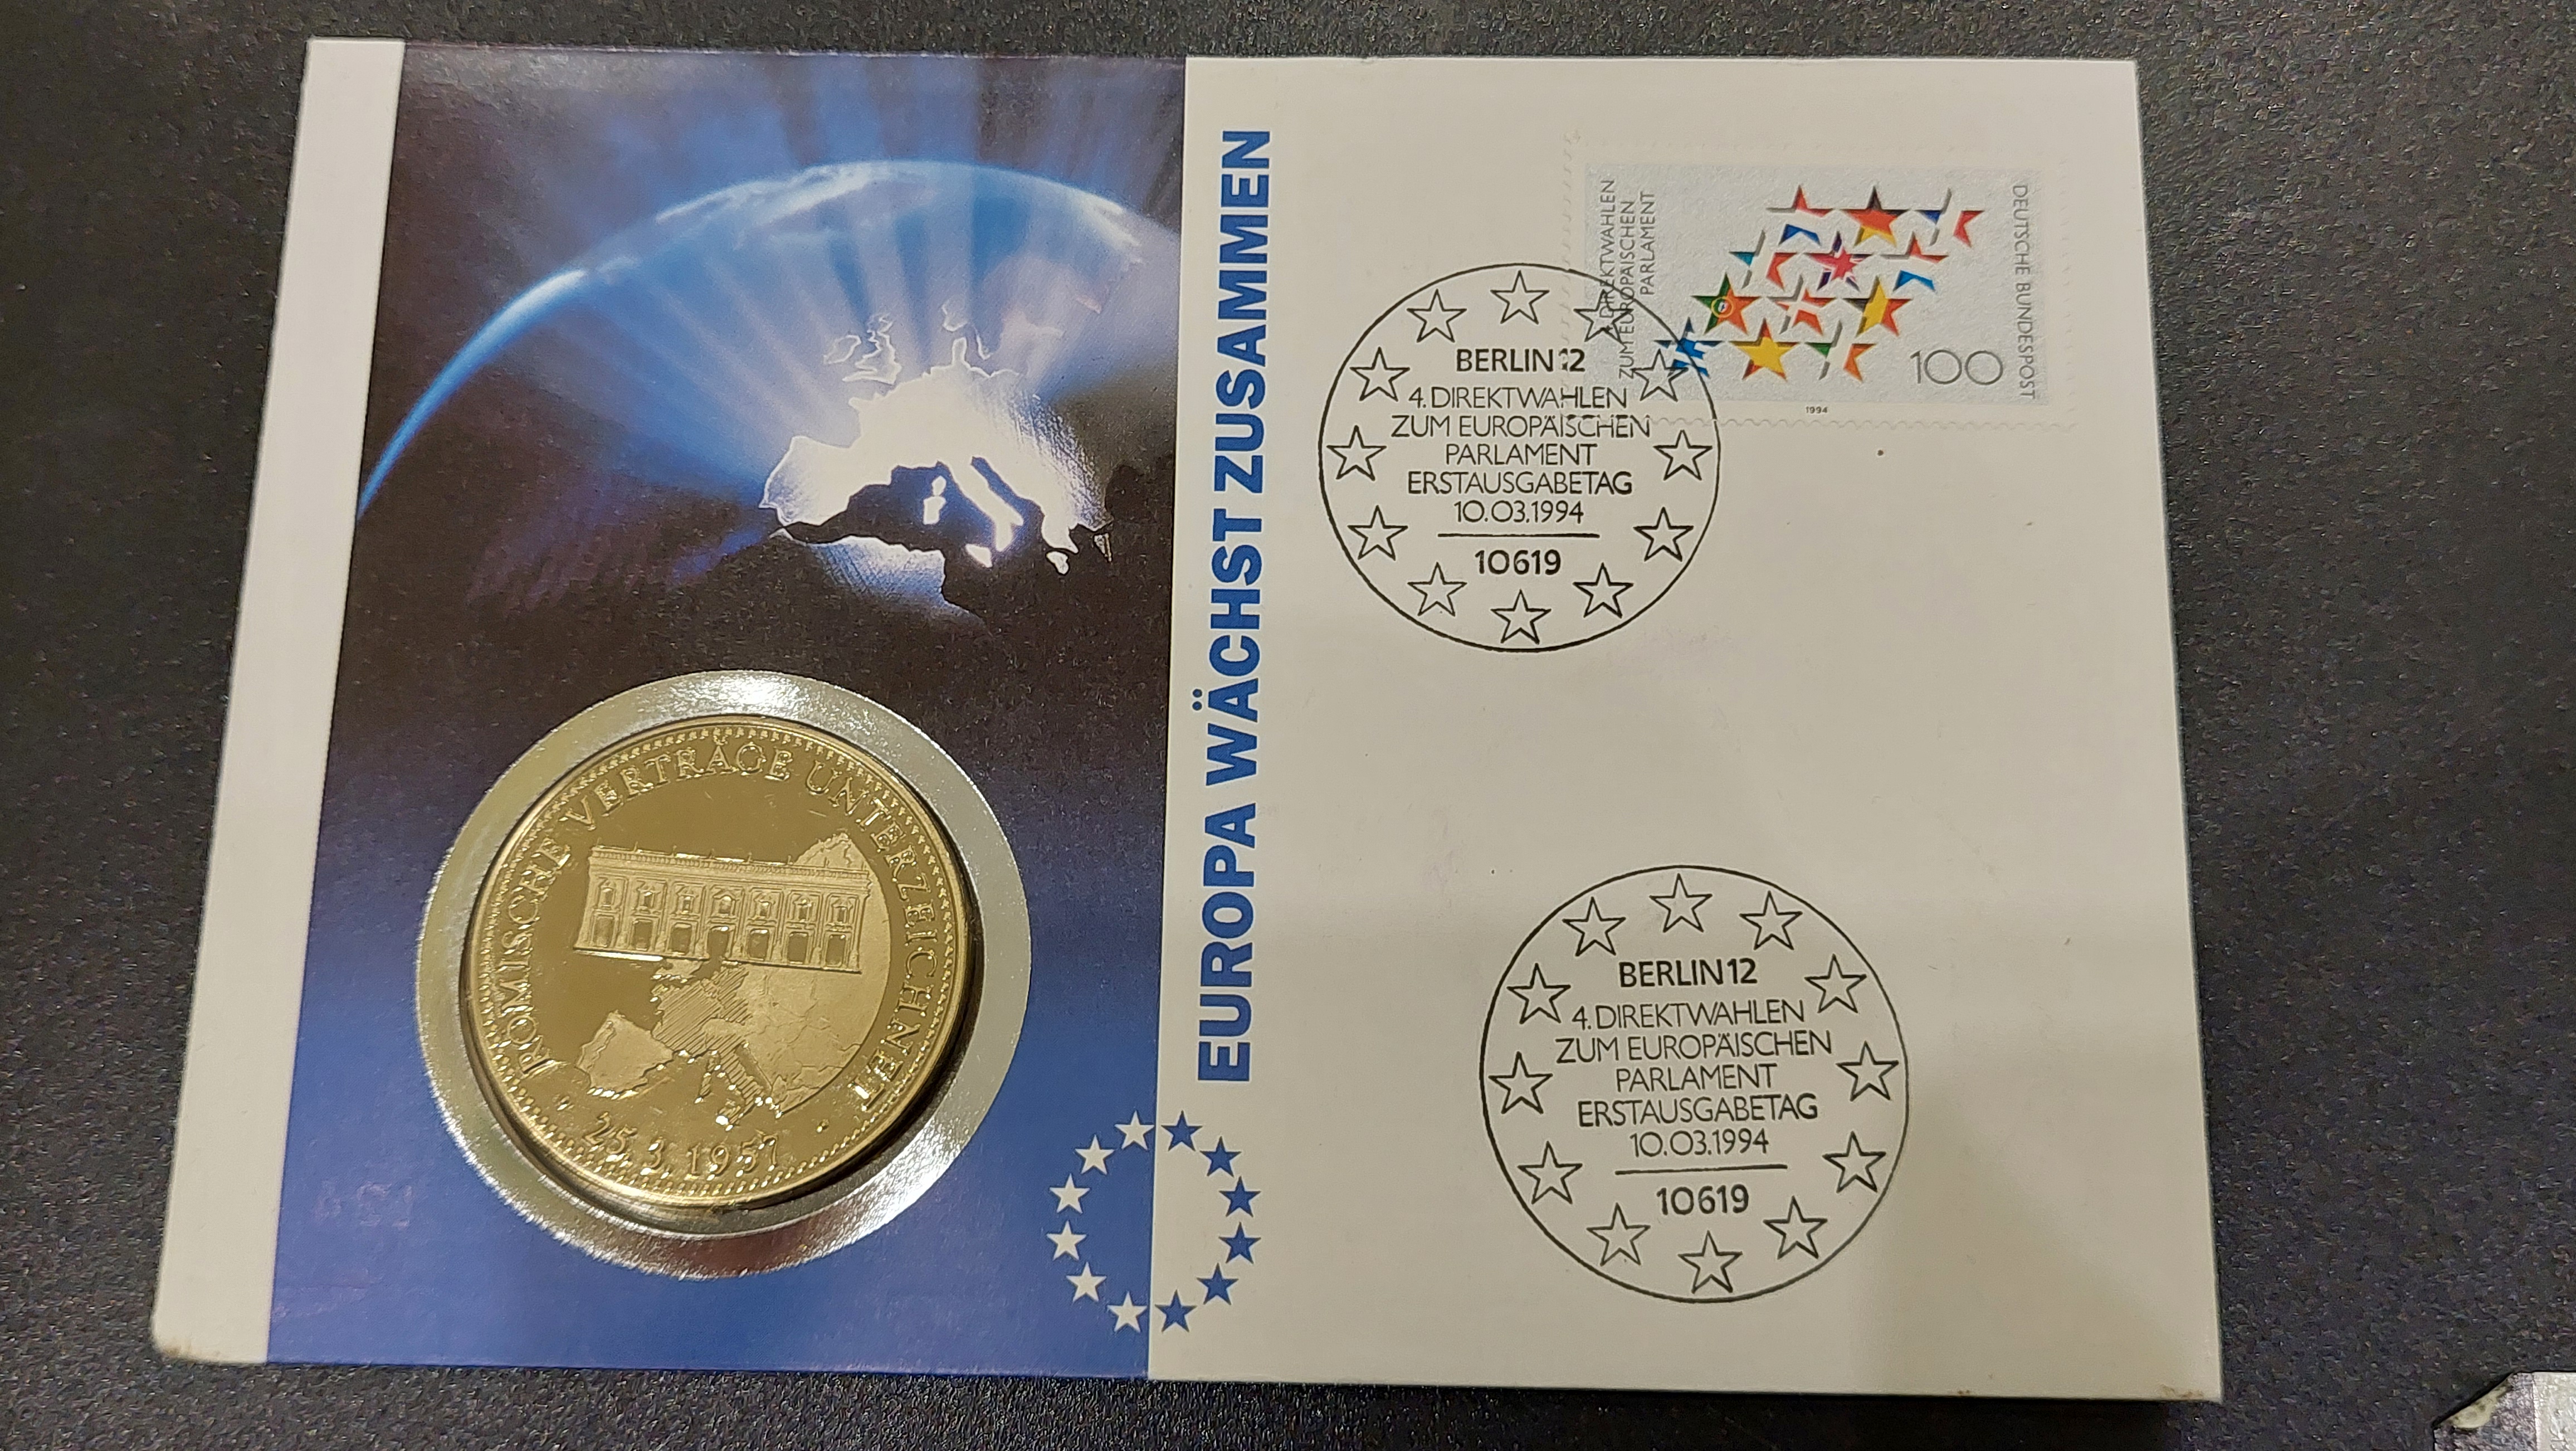 EUROPA WÄCHST ZUSAMMEN
4. DIREKTWAHLEN
ZUM EUROPÄISCHEN
PARLAMENT
DEUTSCHE BUNDESPOST
100
1994
BERLIN 12
4. DIREKTWAHLEN
ZUM EUROPÄISCHEN
PARLAMENT
ERSTAUSGABETAG
10.03.1994
10619
RÖMISCHE VERTRÄGE UNTERZEICHNET
25.3.1957
BERLIN 12
4. DIREKTWAHLEN
ZUM EUROPÄISCHEN
PARLAMENT
ERSTAUSGABETAG
10.03.1994
10619